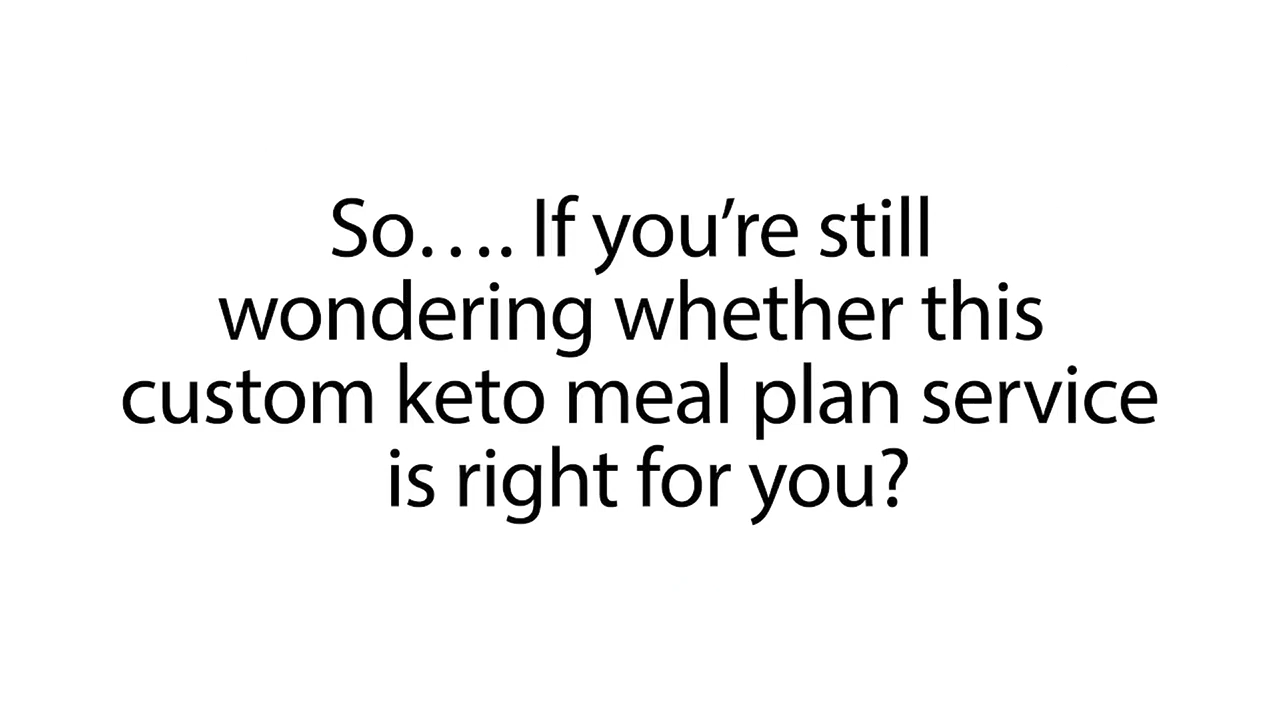 So…. If you’re still
wondering whether this
custom keto meal plan service
is right for you?